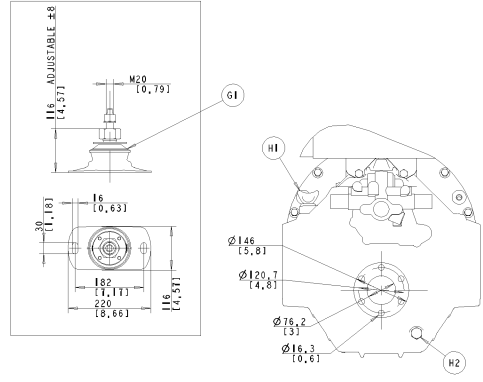 116 ADJUSTABLE ±8
[4,57]
M20
[0,79]
G1
H1
16
[0,63]
30
[1,18]
182
[7,17]
220
[8,66]
116
[4,57]
Ø146
[5,8]
Ø120,7
[4,8]
Ø76,2
[3]
Ø16,3
[0,6]
H2